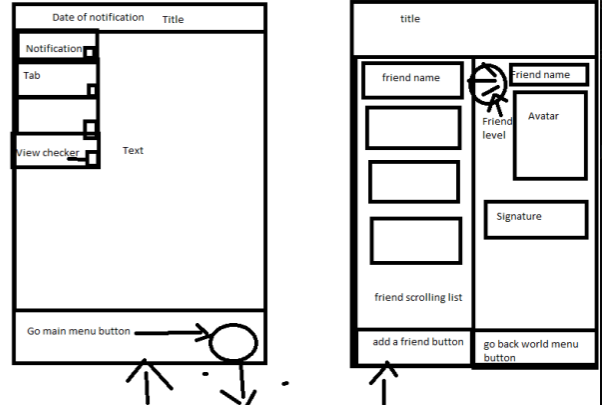 Date of notification Title
Notification
Tab
View checker
Text
Go main menu button
title
friend name
Friend name
Friend
level
Avatar
Signature
friend scrolling list
add a friend button
go back world menu
button